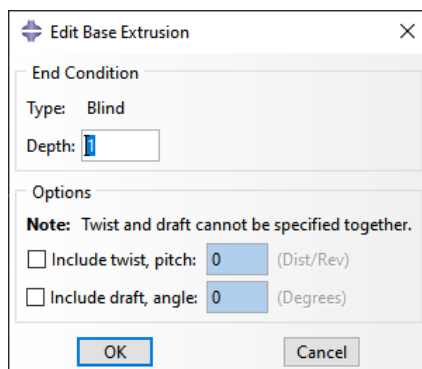 Edit Base Extrusion
End Condition
Type: Blind
Depth: 1
Options
Note: Twist and draft cannot be specified together.
Include twist, pitch: 0 (Dist/Rev)
Include draft, angle: 0 (Degrees)
OK Cancel